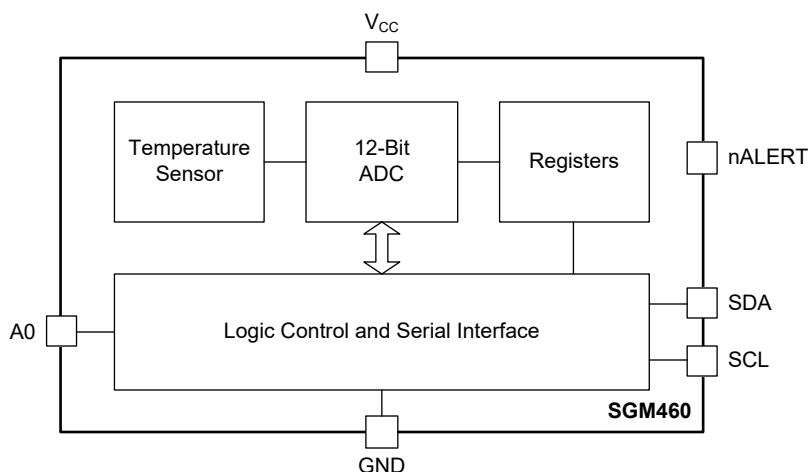 VCC
Temperature
Sensor
12-Bit
ADC
Registers
nALERT
A0
Logic Control and Serial Interface
SDA
SCL
SGM460
GND